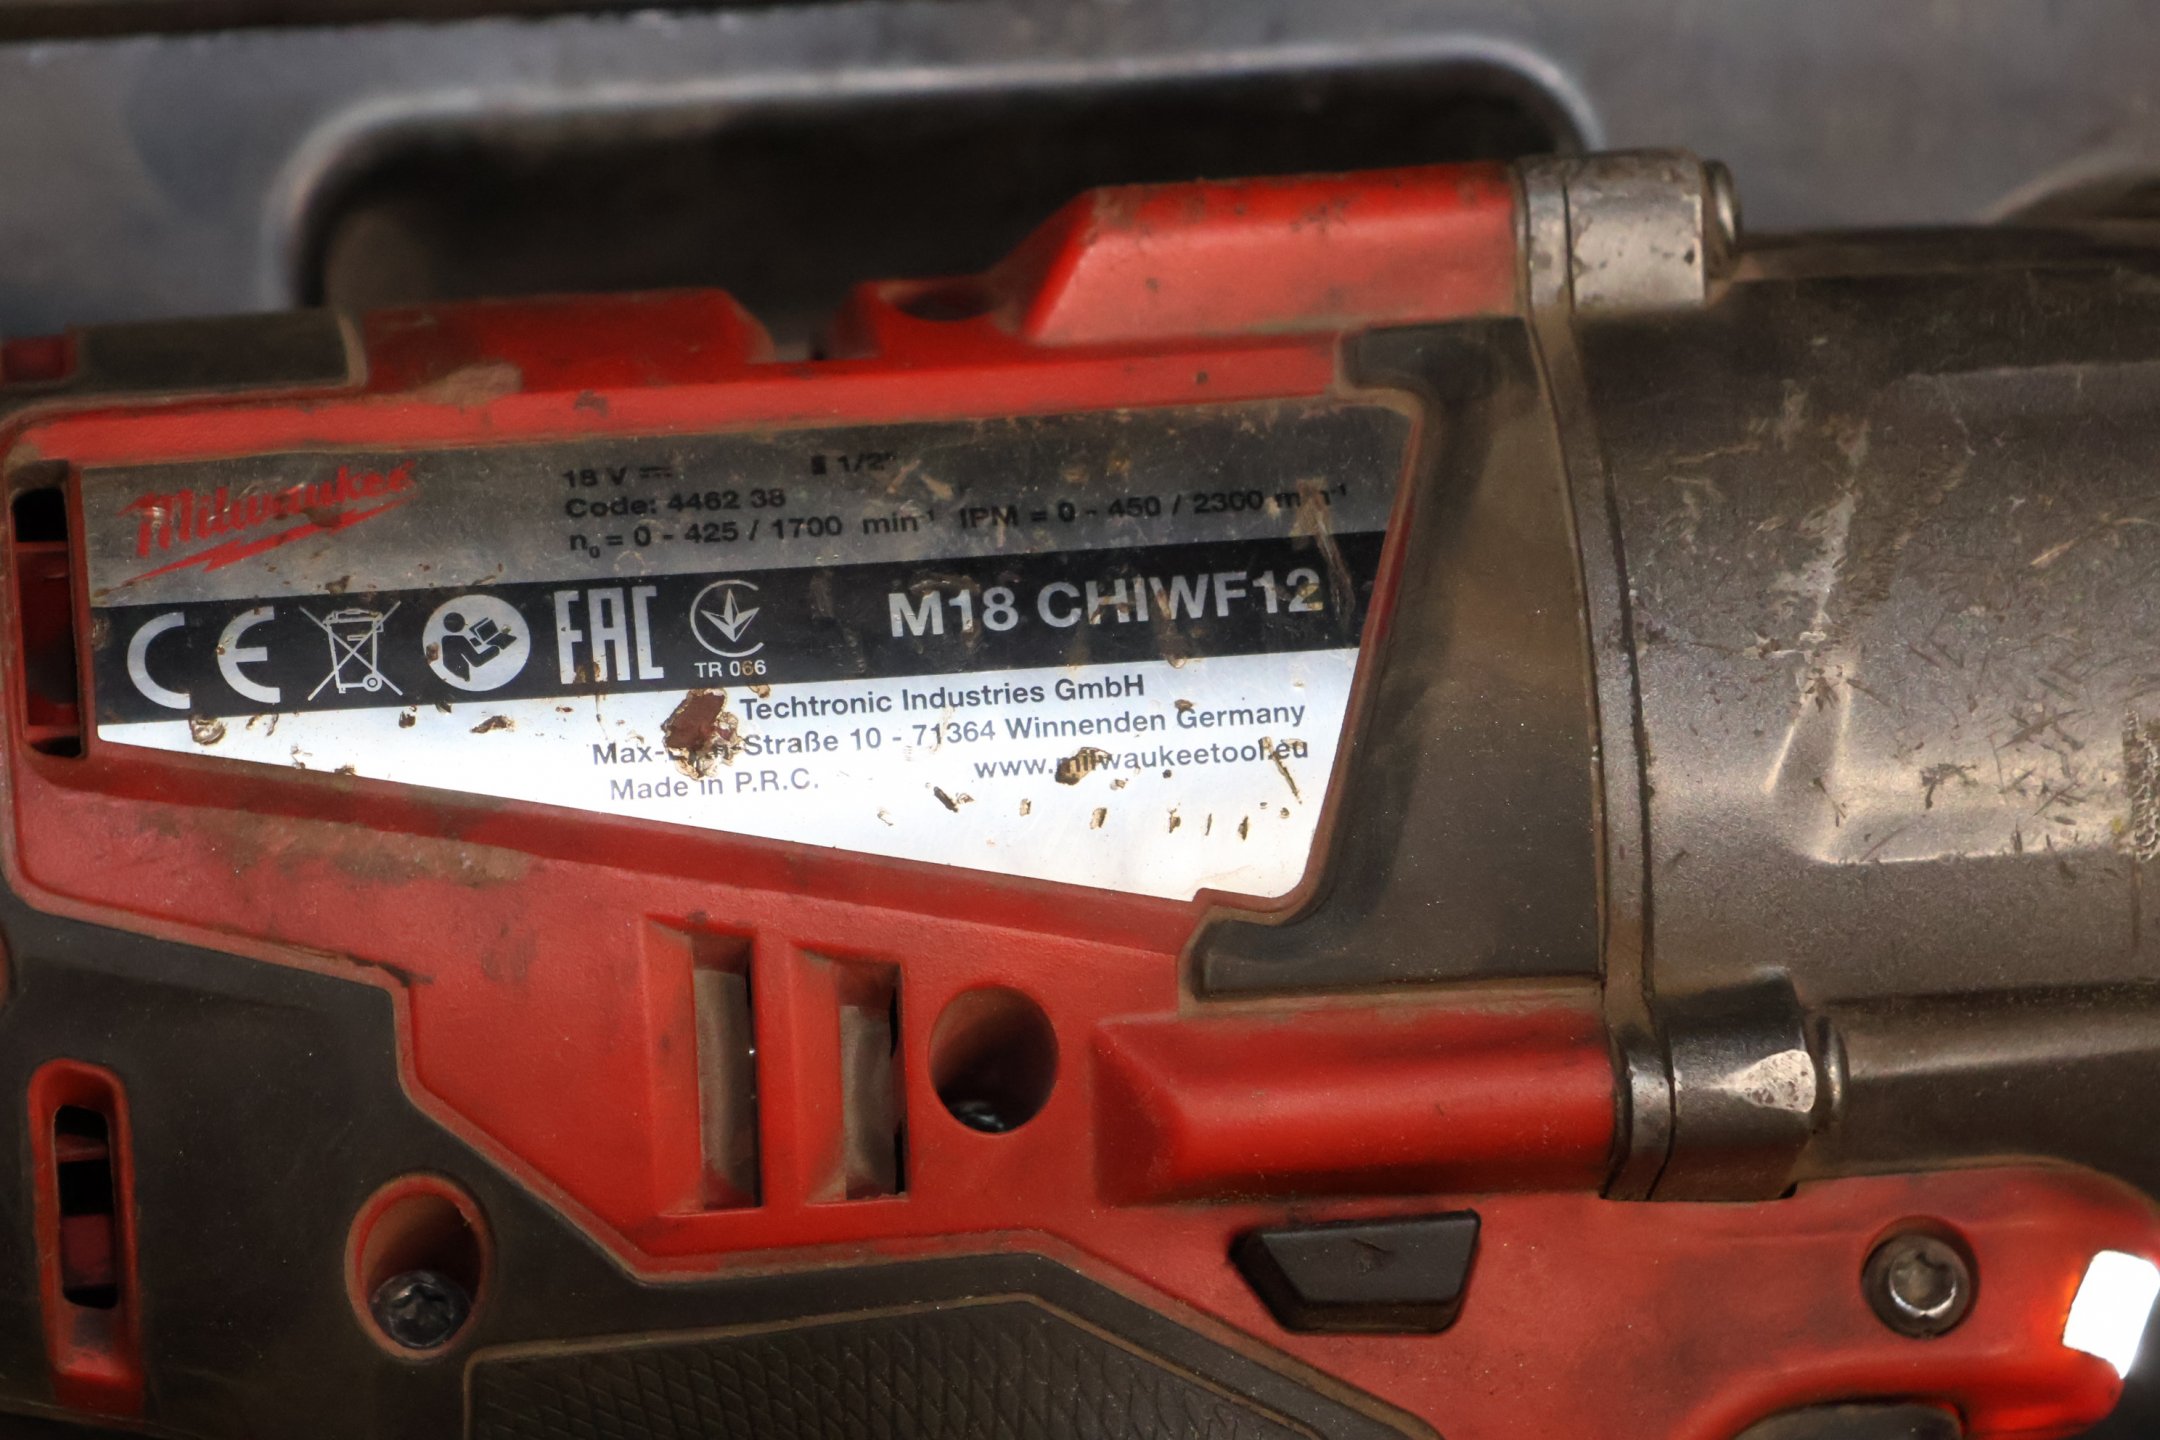 Milwaukee
18 V 1/2"
Code: 4462 38
n₀ = 0 - 425 / 1700 min⁻¹ IPM = 0 - 450 / 2300 min⁻¹
CE EAC TR 066 M18 CHIWF12
Techtronic Industries GmbH
Straße 10 - 71364 Winnenden Germany
www.milwaukeetool.eu
Made in P.R.C.